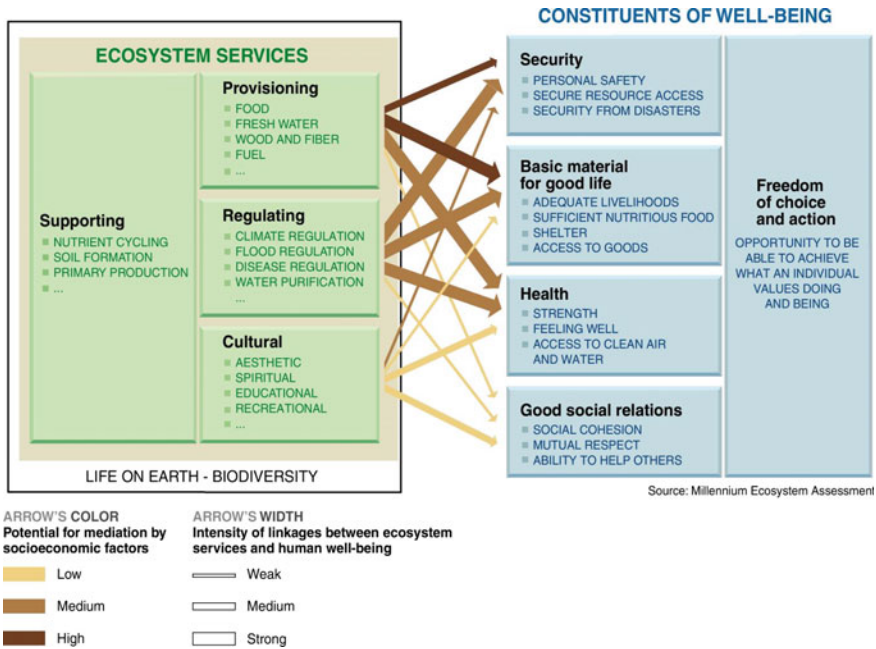 CONSTITUENTS OF WELL-BEING
ECOSYSTEM SERVICES
Supporting
NUTRIENT CYCLING
SOIL FORMATION
PRIMARY PRODUCTION
...
Provisioning
FOOD
FRESH WATER
WOOD AND FIBER
FUEL
...
Regulating
CLIMATE REGULATION
FLOOD REGULATION
DISEASE REGULATION
WATER PURIFICATION
...
Cultural
AESTHETIC
SPIRITUAL
EDUCATIONAL
RECREATIONAL
...
LIFE ON EARTH - BIODIVERSITY
Security
PERSONAL SAFETY
SECURE RESOURCE ACCESS
SECURITY FROM DISASTERS
Basic material
for good life
ADEQUATE LIVELIHOODS
SUFFICIENT NUTRITIOUS FOOD
SHELTER
ACCESS TO GOODS
Health
STRENGTH
FEELING WELL
ACCESS TO CLEAN AIR
AND WATER
Good social relations
SOCIAL COHESION
MUTUAL RESPECT
ABILITY TO HELP OTHERS
Freedom
of choice
and action
OPPORTUNITY TO BE
ABLE TO ACHIEVE
WHAT AN INDIVIDUAL
VALUES DOING
AND BEING
Source: Millennium Ecosystem Assessment
ARROW'S COLOR
Potential for mediation by
socioeconomic factors
Low
Medium
High
ARROW'S WIDTH
Intensity of linkages between ecosystem
services and human well-being
Weak
Medium
Strong